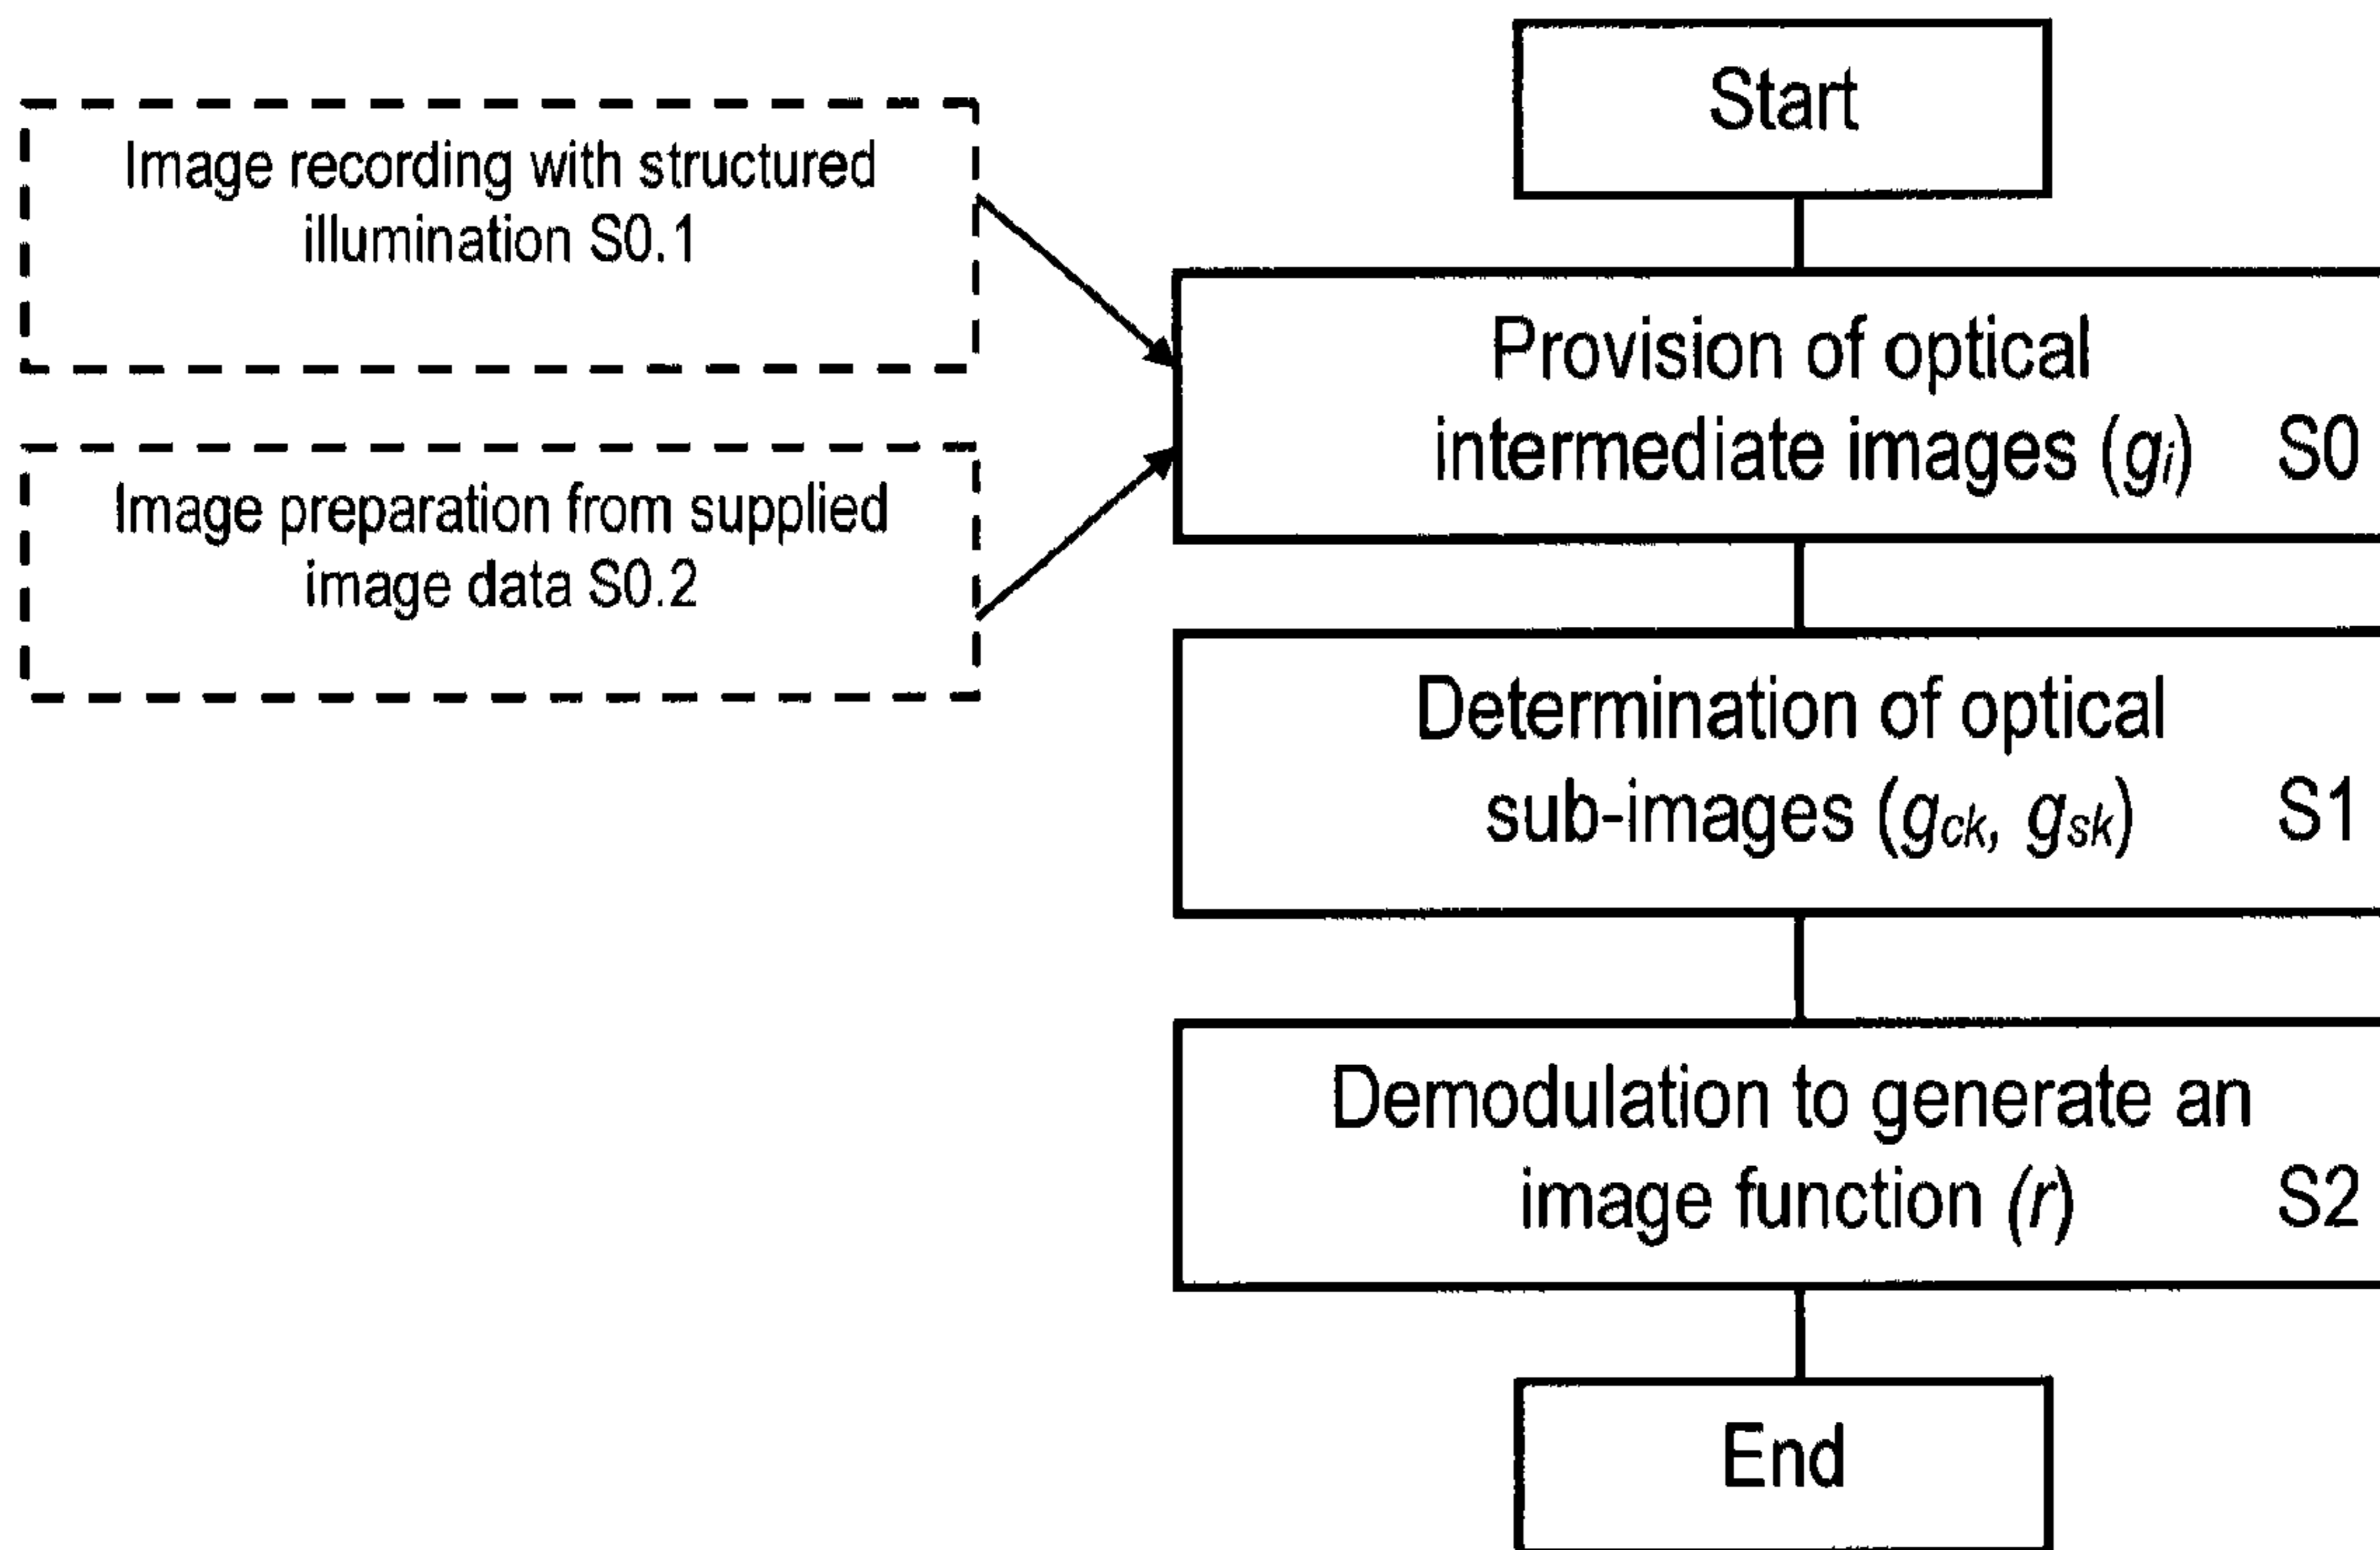 Start
Image recording with structured
illumination S0.1
Provision of optical
intermediate images (gi) S0
Image preparation from supplied
image data S0.2
Determination of optical
sub-images (gck, gsk) S1
Demodulation to generate an
image function (r) S2
End